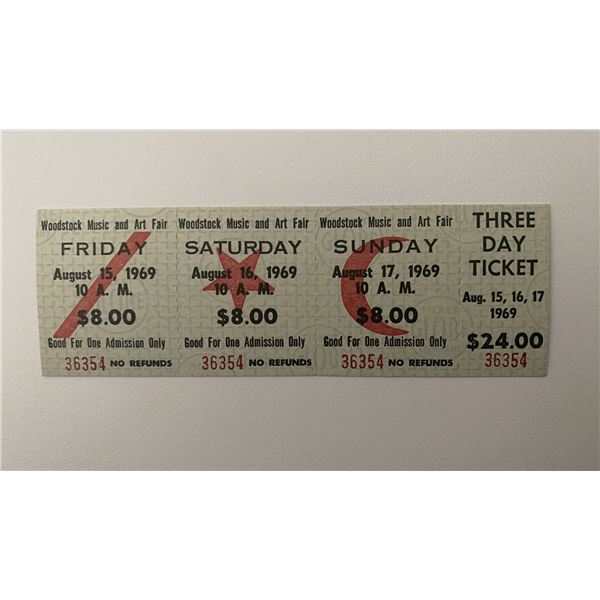 Woodstock Music and Art Fair
FRIDAY
August 15, 1969
10 A. M.
$8.00
Good For One Admission Only
36354 NO REFUNDS
Woodstock Music and Art Fair
SATURDAY
August 16, 1969
10 A. M.
$8.00
Good For One Admission Only
36354 NO REFUNDS
Woodstock Music and Art Fair
SUNDAY
August 17, 1969
10 A. M.
$8.00
Good For One Admission Only
36354 NO REFUNDS
THREE
DAY
TICKET
Aug. 15, 16, 17
1969
$24.00
36354